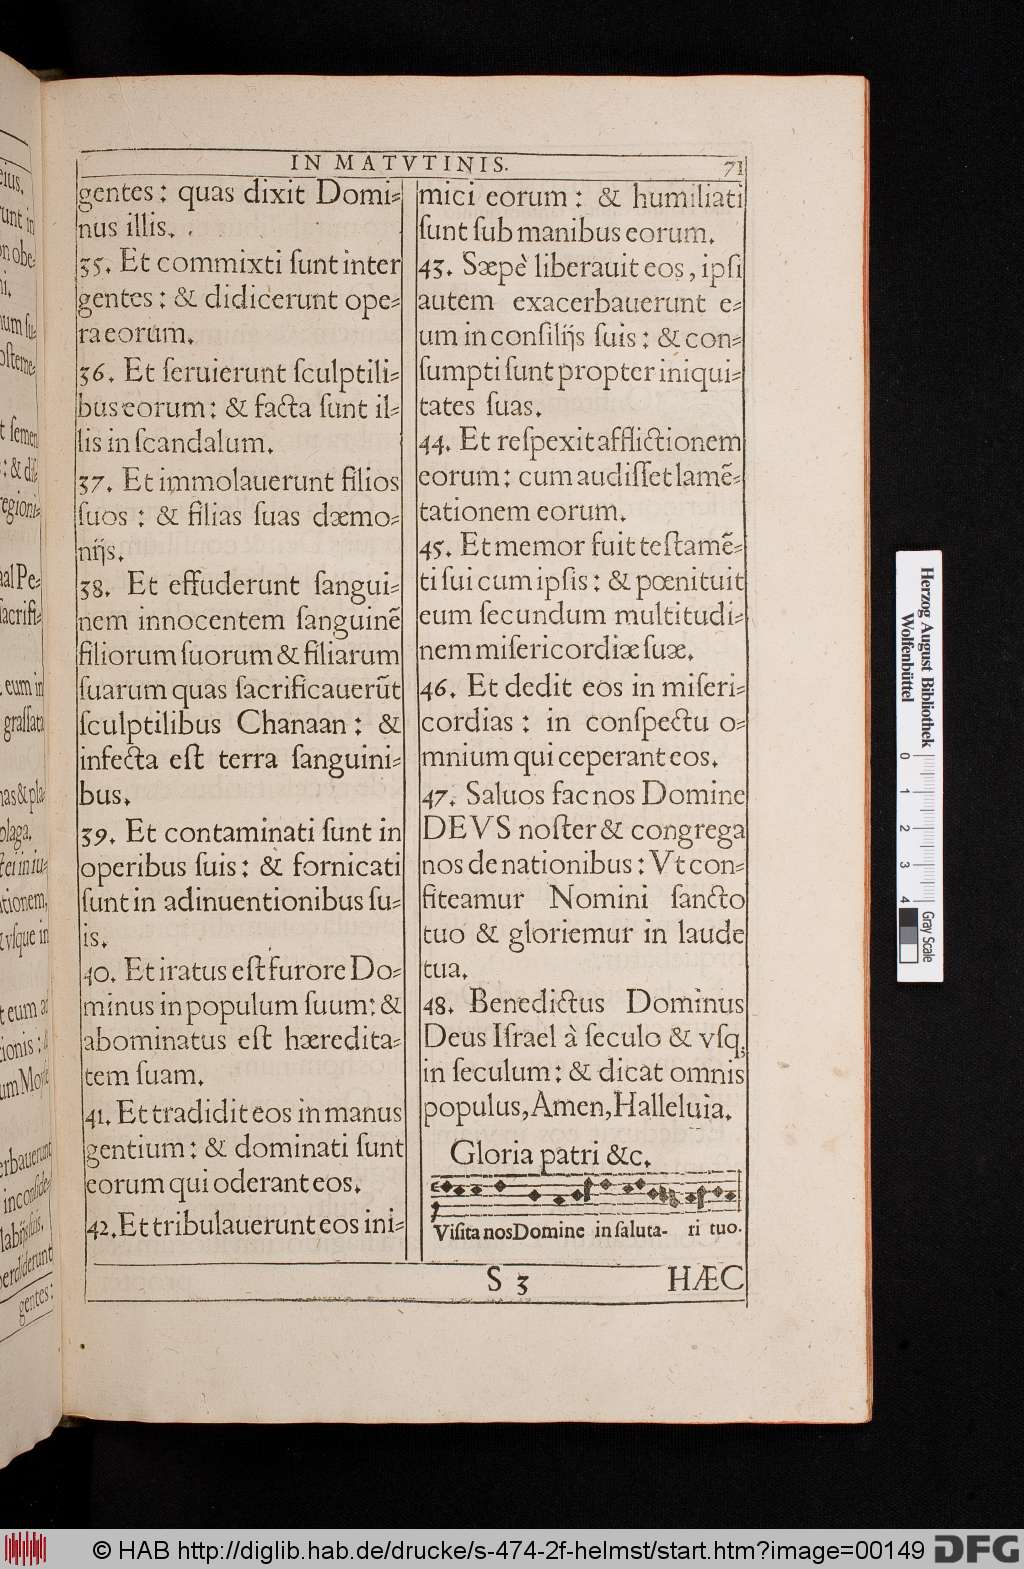 IN MATVTINIS. 71
gentes: quas dixit Domi=
nus illis.
35. Et commixti ſunt inter
gentes: & didicerunt ope=
ra eorum.
36. Et ſeruierunt ſculptili=
bus eorum: & facta ſunt il=
lis in ſcandalum.
37. Et immolauerunt filios
ſuos: & filias ſuas dæmo=
nijs.
38. Et effuderunt ſangui=
nem innocentem ſanguinē
filiorum ſuorum & filiarum
ſuarum quas ſacrificauerūt
ſculptilibus Chanaan: &
infecta eſt terra ſanguini=
bus.
39. Et contaminati ſunt in
operibus ſuis: & fornicati
ſunt in adinuentionibus ſu=
is.
40. Et iratus eſt furore Do=
minus in populum ſuum: &
abominatus eſt hæredita=
tem ſuam.
41. Et tradidit eos in manus
gentium: & dominati ſunt
eorum qui oderant eos.
42. Et tribulauerunt eos ini=
mici eorum: & humiliati
ſunt ſub manibus eorum.
43. Sæpè liberauit eos, ipſi
autem exacerbauerunt e=
um in conſilijs ſuis: & con=
ſumpti ſunt propter iniqui=
tates ſuas.
44. Et reſpexit afflictionem
eorum: cum audiſſet lamē=
tationem eorum.
45. Et memor fuit teſtamē=
ti ſui cum ipſis: & pœnituit
eum ſecundum multitudi=
nem miſericordiæ ſuæ.
46. Et dedit eos in miſeri=
cordias: in conſpectu o=
mnium qui ceperant eos.
47. Saluos fac nos Domine
DEVS noſter & congrega
nos de nationibus: Vt con=
fiteamur Nomini ſancto
tuo & gloriemur in laude
tua.
48. Benedictus Dominus
Deus Iſrael à ſeculo & vſq;
in ſeculum: & dicat omnis
populus, Amen, Halleluia.
Gloria patri &c.
Viſita nos Domine in ſaluta- ri tuo.
S 3 HÆC
Herzog August Bibliothek
Wolfenbüttel
0 1 2 3 4
Gray Scale
© HAB http://diglib.hab.de/drucke/s-474-2f-helmst/start.htm?image=00149 DFG